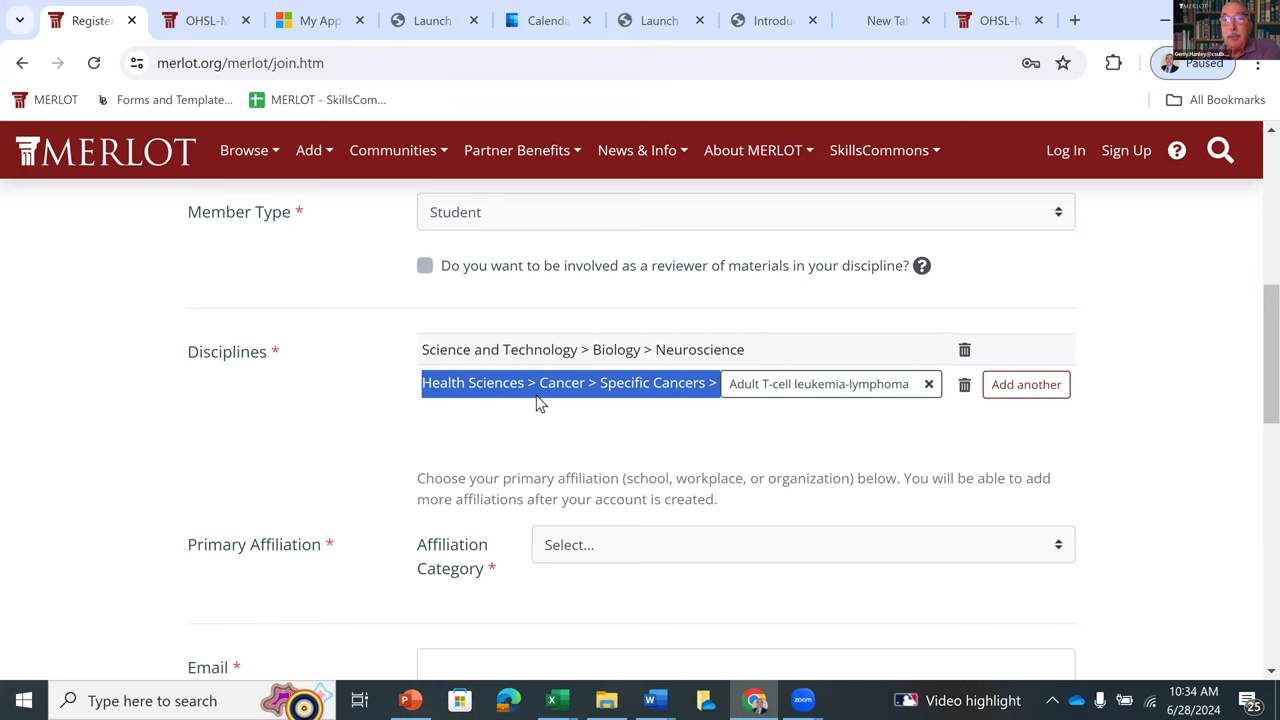 Register
OHSL-M
My App
Launch
Calenda
Launch
Introdu
New Ta
OHSL-M
merlot.org/merlot/join.htm
Paused
MERLOT
Forms and Template...
MERLOT - SkillsCom...
All Bookmarks
MERLOT
Browse
Add
Communities
Partner Benefits
News & Info
About MERLOT
SkillsCommons
Log In
Sign Up
Member Type *
Student
Do you want to be involved as a reviewer of materials in your discipline?
Disciplines *
Science and Technology > Biology > Neuroscience
Health Sciences > Cancer > Specific Cancers >
Adult T-cell leukemia-lymphoma
Add another
Choose your primary affiliation (school, workplace, or organization) below. You will be able to add
more affiliations after your account is created.
Primary Affiliation *
Affiliation
Category *
Select...
Email *
Type here to search
Video highlight
10:34 AM
6/28/2024
25